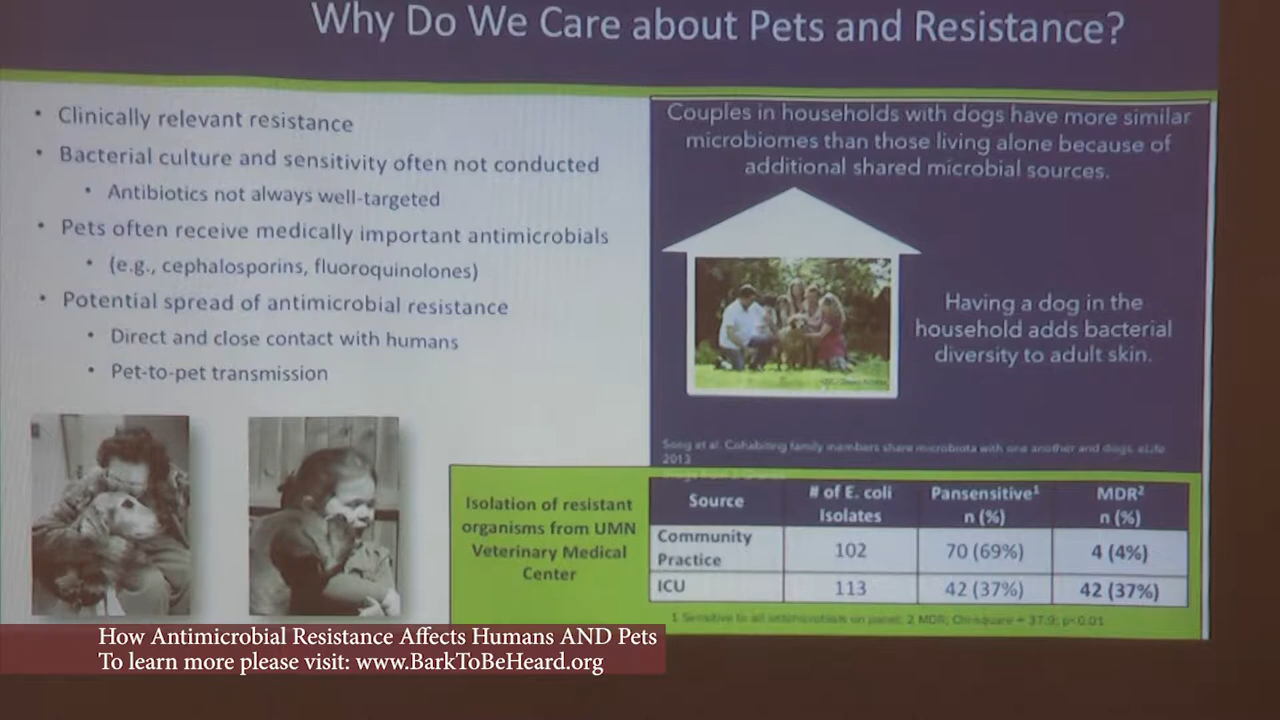 Why Do We Care about Pets and Resistance?
• Clinically relevant resistance
• Bacterial culture and sensitivity often not conducted
• Antibiotics not always well-targeted
• Pets often receive medically important antimicrobials
• (e.g., cephalosporins, fluoroquinolones)
• Potential spread of antimicrobial resistance
• Direct and close contact with humans
• Pet-to-pet transmission
Couples in households with dogs have more similar
microbiomes than those living alone because of
additional shared microbial sources.
Having a dog in the
household adds bacterial
diversity to adult skin.
Song et al. Cohabiting family members share microbiota with one another and dogs. eLife
2013
Isolation of resistant
organisms from UMN
Veterinary Medical
Center
Source # of E. coli Isolates Pansensitive¹ n (%) MDR² n (%)
Community Practice 102 70 (69%) 4 (4%)
ICU 113 42 (37%) 42 (37%)
1 Sensitive to all antimicrobials on panel; 2 MDR; Chi-square = 37.9; p<0.01
How Antimicrobial Resistance Affects Humans AND Pets
To learn more please visit: www.BarkToBeHeard.org